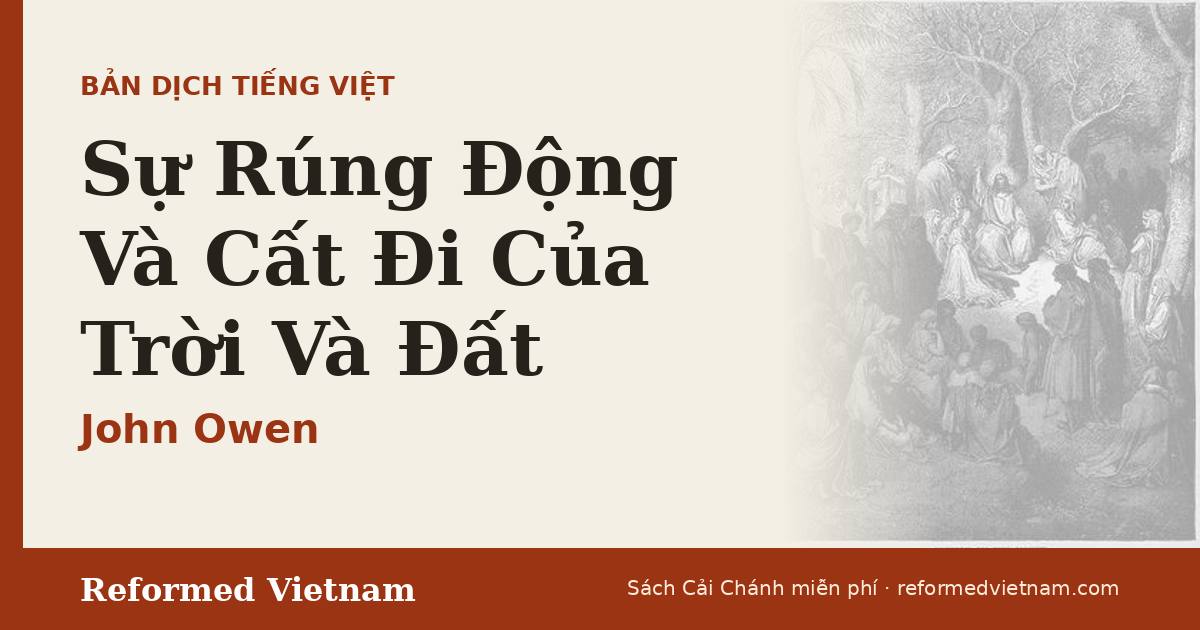 BẢN DỊCH TIẾNG VIỆT
Sự Rúng Động
Và Cất Đi Của
Trời Và Đất
John Owen
Reformed Vietnam
Sách Cải Chánh miễn phí · reformedvietnam.com